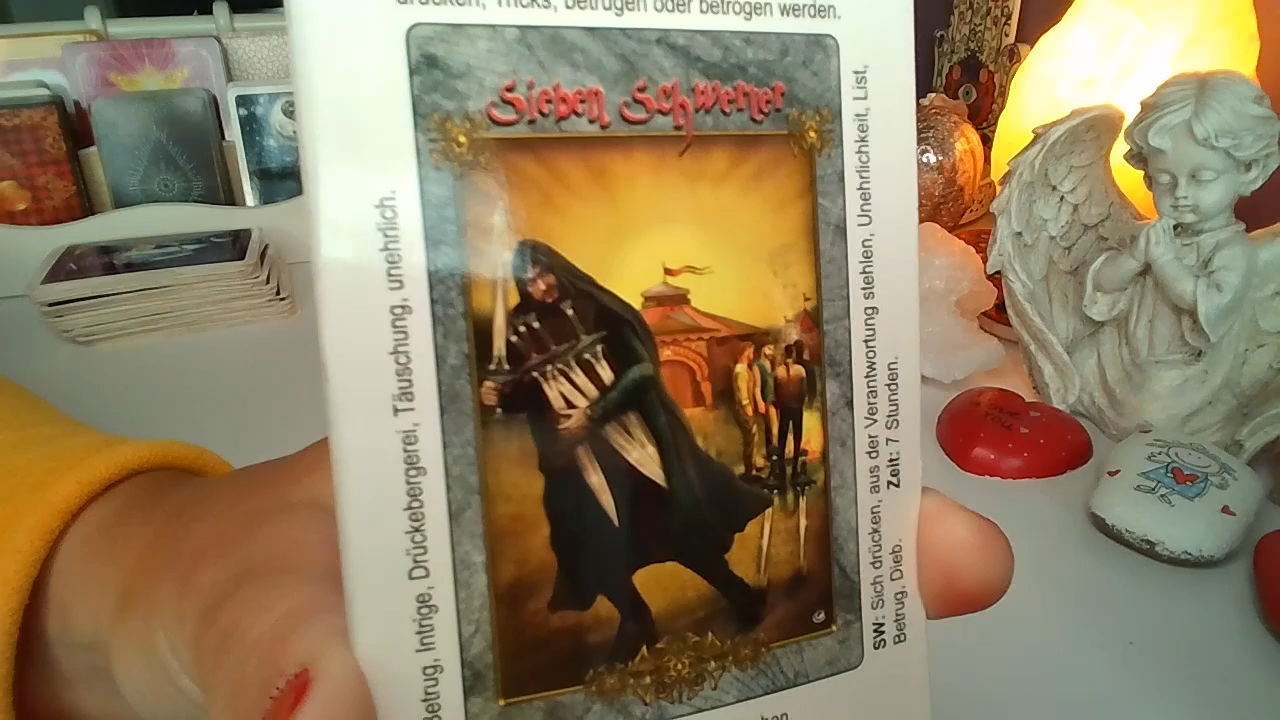 drücken, Tricks, betrügen oder betrogen werden.
Sieben Schwerter
Betrug, Intrige, Drückebergerei, Täuschung, unehrlich.
SW: Sich drücken, aus der Verantwortung stehlen, Unehrlichkeit, List,
Betrug, Dieb. Zeit: 7 Stunden.
YOU